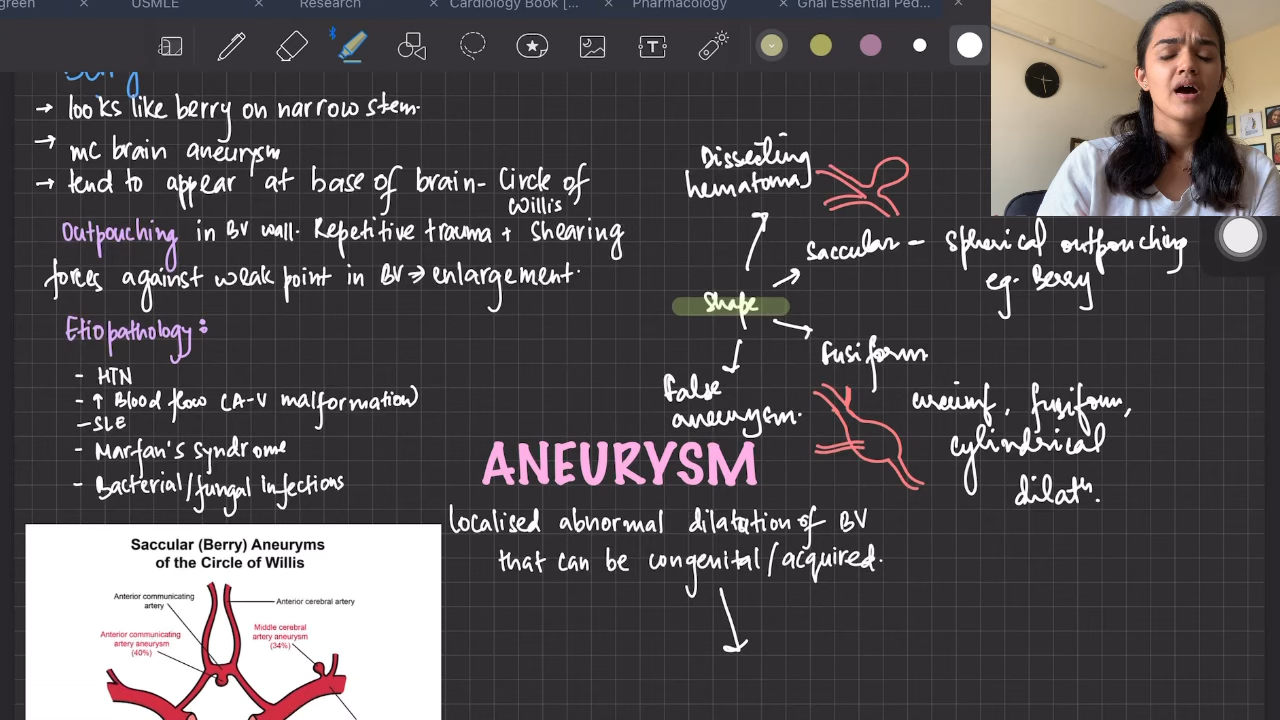 green
USMLE
Research
Cardiology Book [...
Pharmacology
Ghai Essential Ped...
Berry
→ looks like berry on narrow stem.
→ mc brain aneurysm
→ tend to appear at base of brain- Circle of
Willis
Outpouching in BV wall. Repetitive trauma + shearing
forces against weak point in BV ⇒ enlargement.
Etiopathology:
- HTN
- ↑ Blood flow (A-V malformation)
- SLE
- Marfan's syndrome
- Bacterial/fungal infections
Saccular (Berry) Aneuryms
of the Circle of Willis
Anterior communicating
artery
Anterior cerebral artery
Anterior communicating
artery aneurysm
(40%)
Middle cerebral
artery aneurysm
(34%)
Dissecting
hematoma
Saccular - spherical outpouching
eg. Berry
Shape
Fusiform
False
aneurysm.
fusiform,
cylindrical
dilatn.
ANEURYSM
localised abnormal dilatation of BV
that can be congenital/acquired.